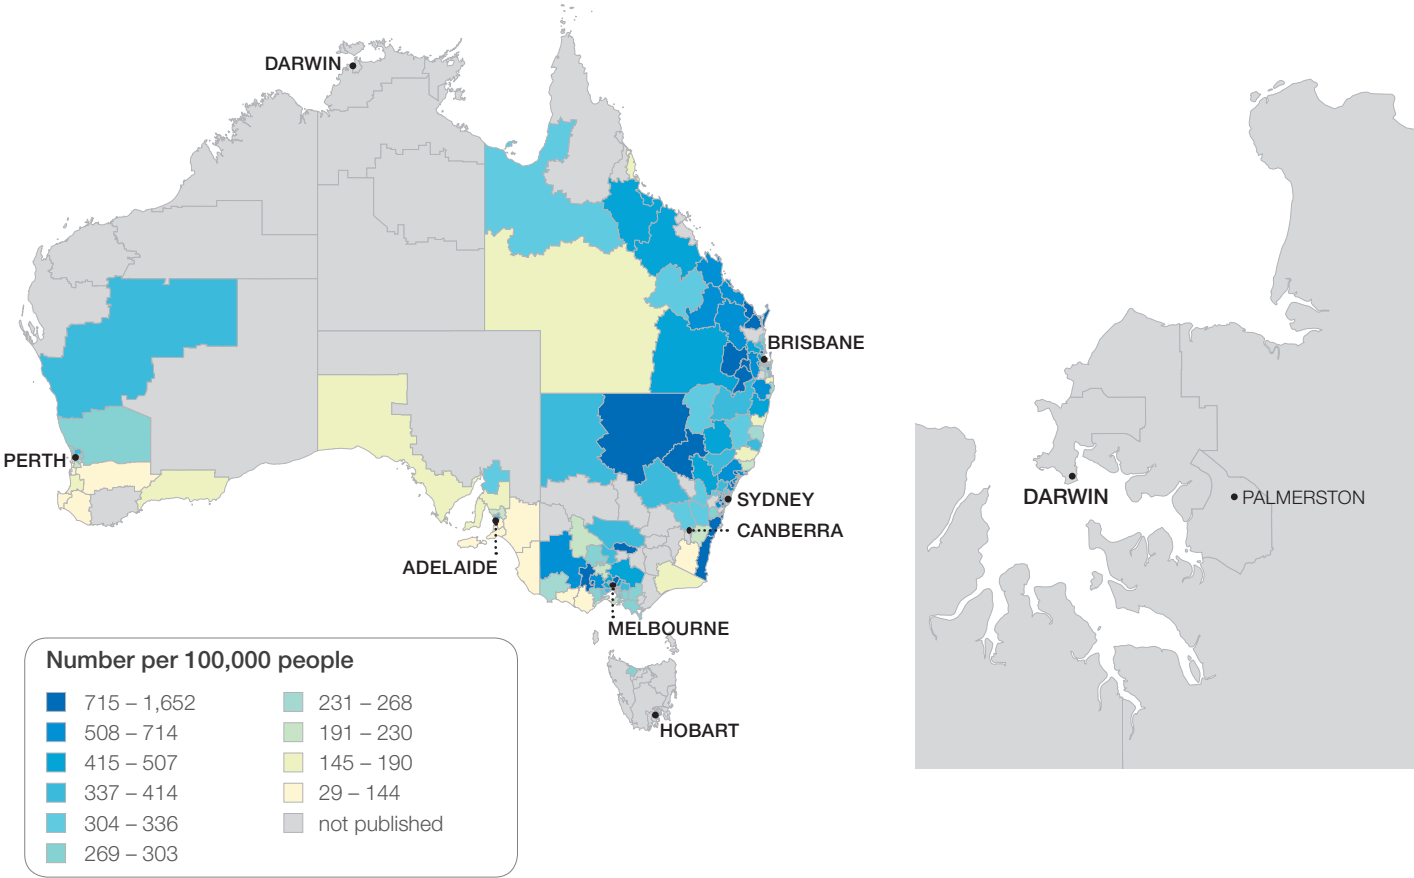 DARWIN
BRISBANE
PERTH
SYDNEY
DARWIN
PALMERSTON
CANBERRA
ADELAIDE
MELBOURNE
HOBART
Number per 100,000 people
715 – 1,652
508 – 714
415 – 507
337 – 414
304 – 336
269 – 303
231 – 268
191 – 230
145 – 190
29 – 144
not published